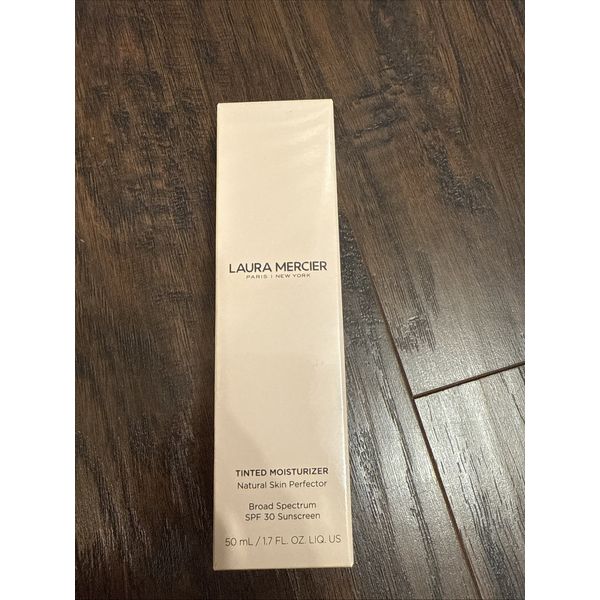 LAURA MERCIER
PARIS | NEW YORK
TINTED MOISTURIZER
Natural Skin Perfector
Broad Spectrum
SPF 30 Sunscreen
50 mL / 1.7 FL. OZ. LIQ. US